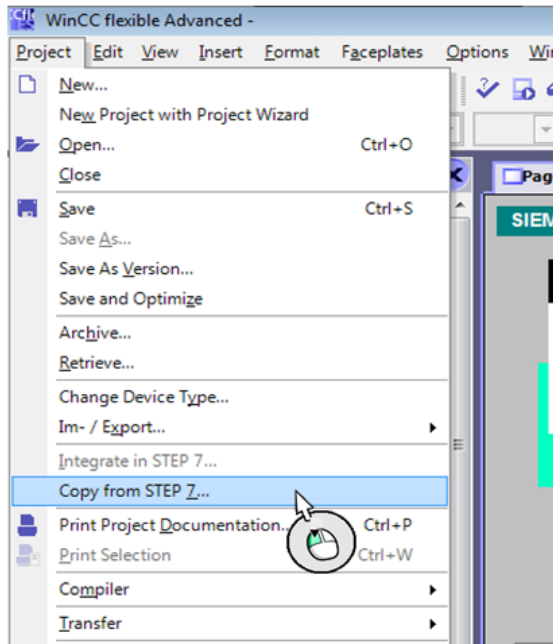 WinCC flexible Advanced -
Project Edit View Insert Format Faceplates Options
New...
New Project with Project Wizard
Open... Ctrl+O
Close
Save Ctrl+S
Save As...
Save As Version...
Save and Optimize
Archive...
Retrieve...
Change Device Type...
Im- / Export...
Integrate in STEP 7...
Copy from STEP 7...
Print Project Documentation... Ctrl+P
Print Selection Ctrl+W
Compiler
Transfer